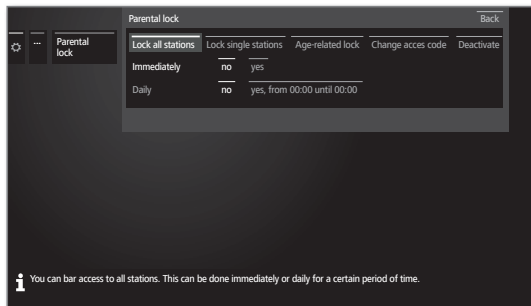 Parental lock Back
... Parental lock
Lock all stations Lock single stations Age-related lock Change acces code Deactivate
Immediately no yes
Daily no yes, from 00:00 until 00:00
You can bar access to all stations. This can be done immediately or daily for a certain period of time.